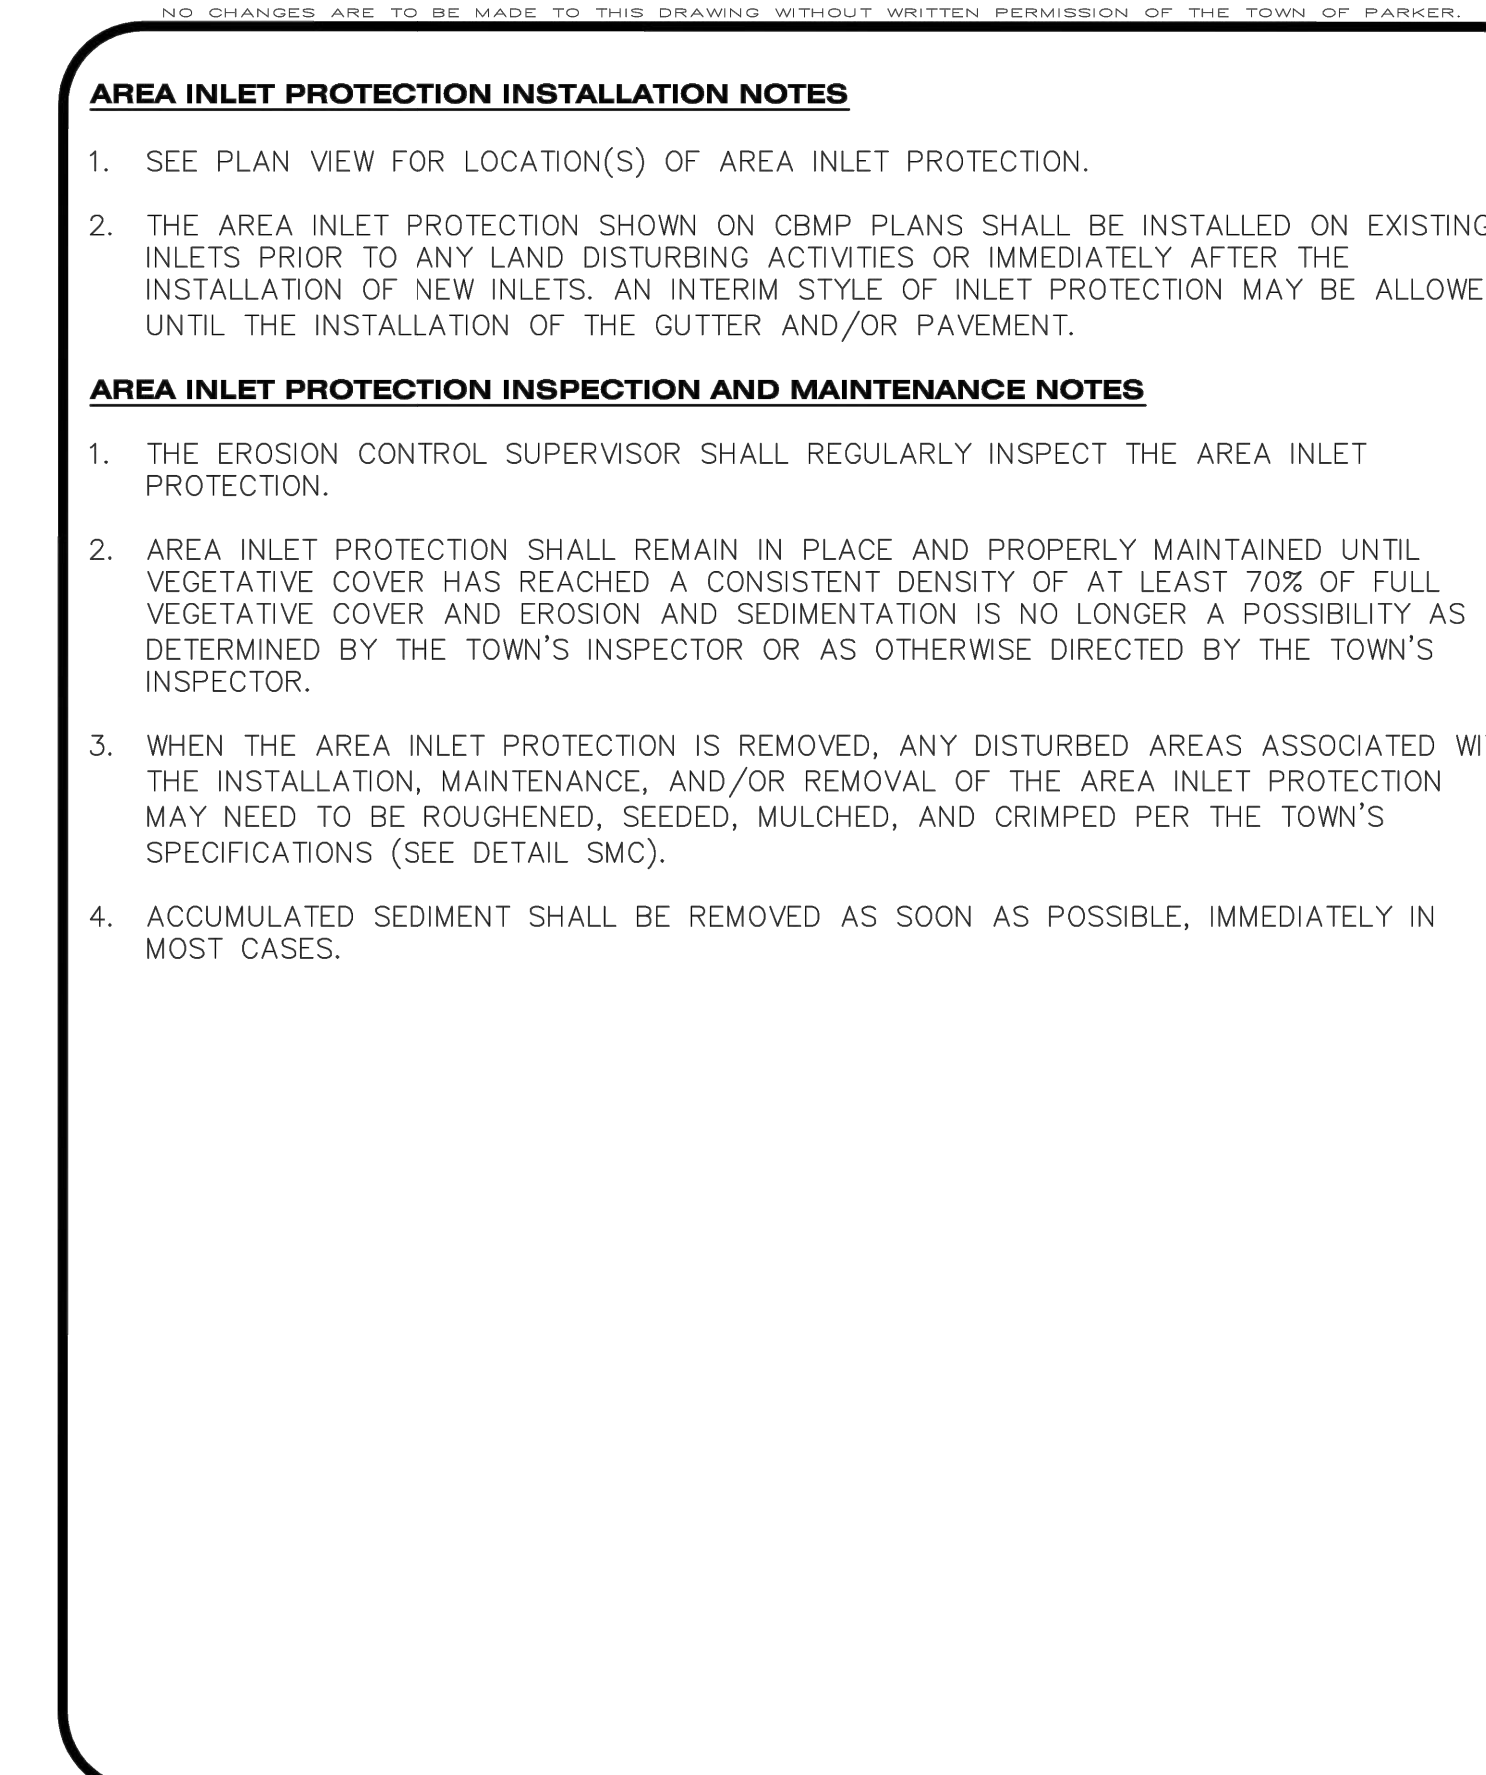 NO CHANGES ARE TO BE MADE TO THIS DRAWING WITHOUT WRITTEN PERMISSION OF THE TOWN OF PARKER.
AREA INLET PROTECTION INSTALLATION NOTES
1. SEE PLAN VIEW FOR LOCATION(S) OF AREA INLET PROTECTION.
2. THE AREA INLET PROTECTION SHOWN ON CBMP PLANS SHALL BE INSTALLED ON EXISTING
INLETS PRIOR TO ANY LAND DISTURBING ACTIVITIES OR IMMEDIATELY AFTER THE
INSTALLATION OF NEW INLETS. AN INTERIM STYLE OF INLET PROTECTION MAY BE ALLOWE
UNTIL THE INSTALLATION OF THE GUTTER AND/OR PAVEMENT.
AREA INLET PROTECTION INSPECTION AND MAINTENANCE NOTES
1. THE EROSION CONTROL SUPERVISOR SHALL REGULARLY INSPECT THE AREA INLET
PROTECTION.
2. AREA INLET PROTECTION SHALL REMAIN IN PLACE AND PROPERLY MAINTAINED UNTIL
VEGETATIVE COVER HAS REACHED A CONSISTENT DENSITY OF AT LEAST 70% OF FULL
VEGETATIVE COVER AND EROSION AND SEDIMENTATION IS NO LONGER A POSSIBILITY AS
DETERMINED BY THE TOWN'S INSPECTOR OR AS OTHERWISE DIRECTED BY THE TOWN'S
INSPECTOR.
3. WHEN THE AREA INLET PROTECTION IS REMOVED, ANY DISTURBED AREAS ASSOCIATED WI
THE INSTALLATION, MAINTENANCE, AND/OR REMOVAL OF THE AREA INLET PROTECTION
MAY NEED TO BE ROUGHENED, SEEDED, MULCHED, AND CRIMPED PER THE TOWN'S
SPECIFICATIONS (SEE DETAIL SMC).
4. ACCUMULATED SEDIMENT SHALL BE REMOVED AS SOON AS POSSIBLE, IMMEDIATELY IN
MOST CASES.